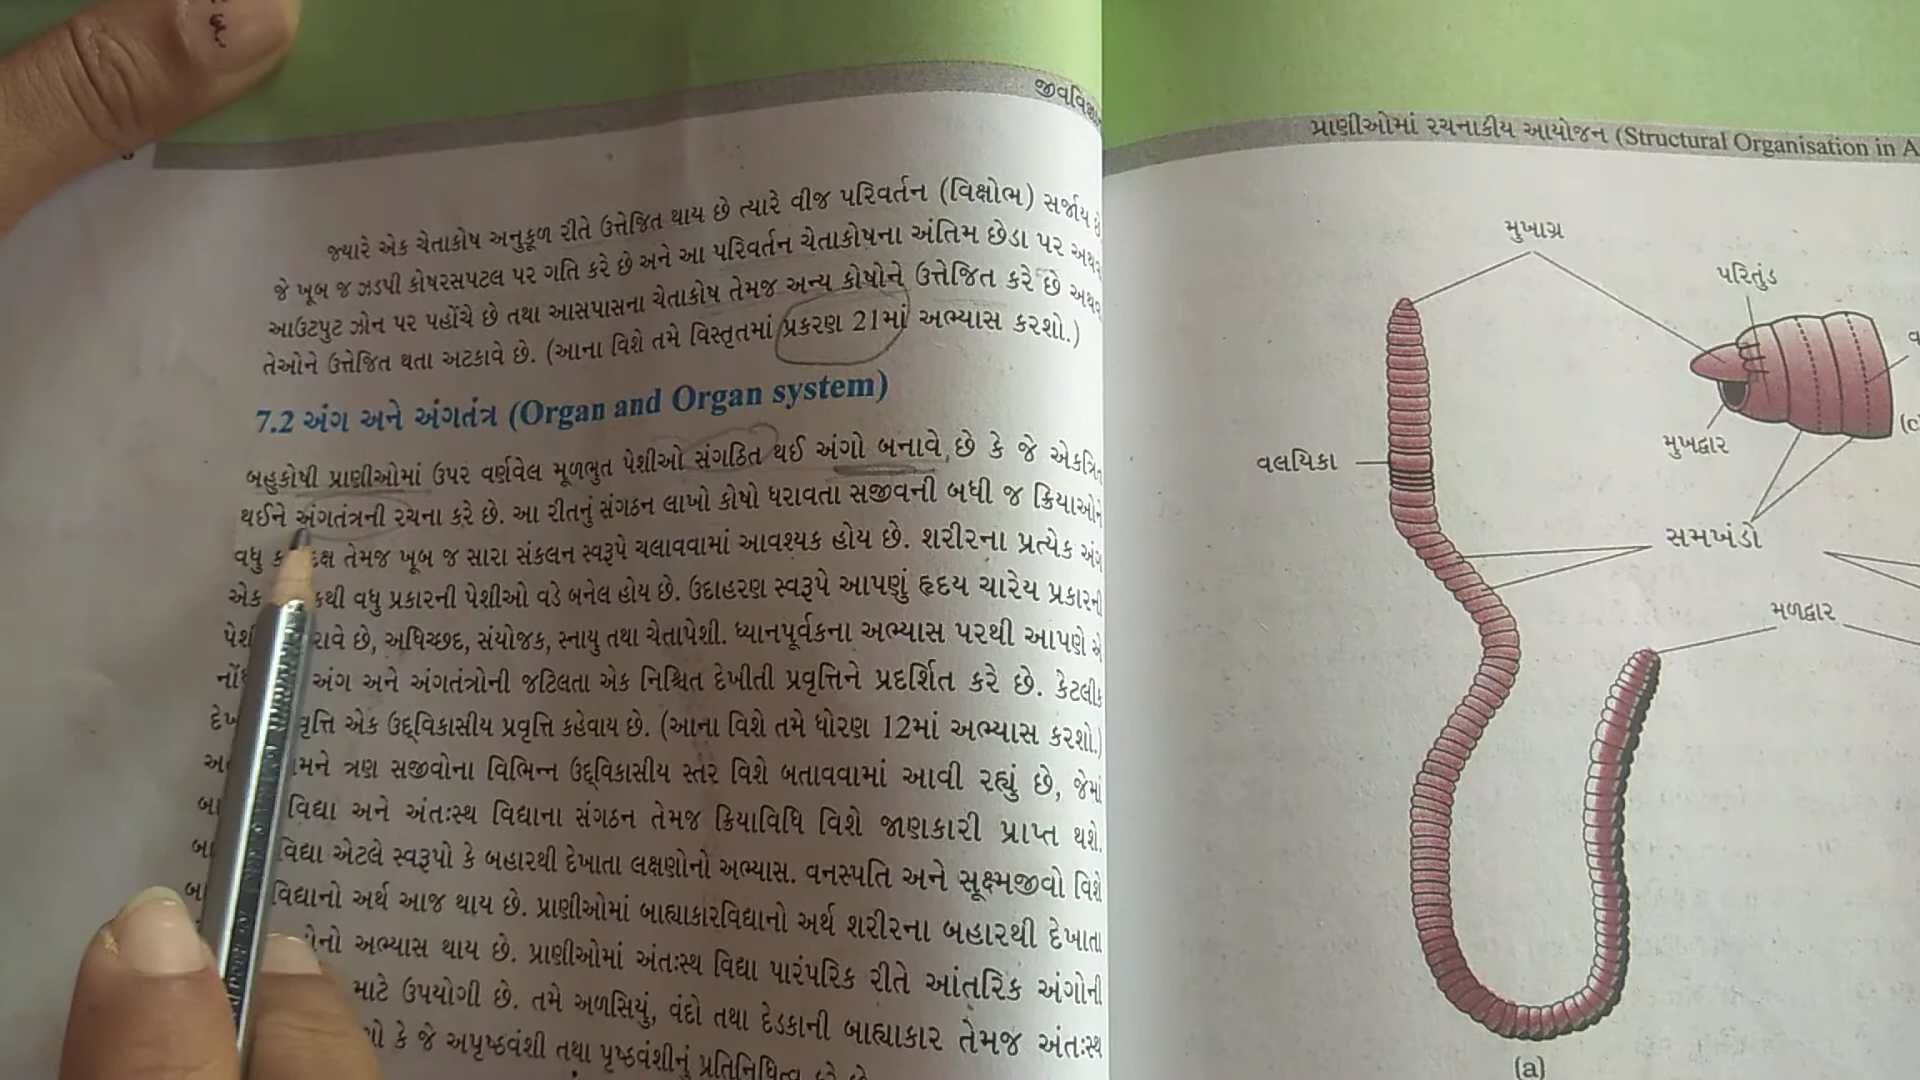 જ્યારે એક ચેતાકોષ અનુકૂળ રીતે ઉત્તેજિત થાય છે ત્યારે વીજ પરિવર્તન (વિક્ષોભ) સર્જાય છે
જે ખૂબ જ ઝડપી કોષરસપટલ પર ગતિ કરે છે અને આ પરિવર્તન ચેતાકોષના અંતિમ છેડા પર
આઉટપુટ ઝોન પર પહોંચે છે તથા આસપાસના ચેતાકોષ તેમજ અન્ય કોષોને ઉત્તેજિત કરે છે
તેઓને ઉત્તેજિત થતા અટકાવે છે. (આના વિશે તમે વિસ્તૃતમાં પ્રકરણ 21માં અભ્યાસ કરશો.)
7.2 અંગ અને અંગતંત્ર (Organ and Organ system)
બહુકોષી પ્રાણીઓમાં ઉપર વર્ણવેલ મૂળભુત પેશીઓ સંગઠિત થઈ અંગો બનાવે છે કે જે
થઈને અંગતંત્રની રચના કરે છે. આ રીતનું સંગઠન લાખો કોષો ધરાવતા સજીવની બધી જ ક્રિયાઓને
વધુ તેમજ ખૂબ જ સારા સંકલન સ્વરૂપે ચલાવવામાં આવશ્યક હોય છે. શરીરના પ્રત્યેક અંગ
એક વધુ પ્રકારની પેશીઓ વડે બનેલ હોય છે. ઉદાહરણ સ્વરૂપે આપણું હૃદય ચારેય પ્રકારની
છે, અધિચ્છદ, સંયોજક, સ્નાયુ તથા ચેતાપેશી. ધ્યાનપૂર્વકના અભ્યાસ પરથી આપણે એ
અંગ અને અંગતંત્રોની જટિલતા એક નિશ્ચિત દેખીતી પ્રવૃત્તિને પ્રદર્શિત કરે છે.
એક ઉદ્‌વિકાસીય પ્રવૃત્તિ કહેવાય છે. (આના વિશે તમે ધોરણ 12માં અભ્યાસ કરશો.)
ત્રણ સજીવોના વિભિન્ન ઉદ્‌વિકાસીય સ્તર વિશે બતાવવામાં આવી રહ્યું છે, જેમાં
વિદ્યા અને અંતઃસ્થ વિદ્યાના સંગઠન તેમજ ક્રિયાવિધિ વિશે જાણકારી પ્રાપ્ત થશે.
વિદ્યા એટલે સ્વરૂપો કે બહારથી દેખાતા લક્ષણોનો અભ્યાસ. વનસ્પતિ અને સૂક્ષ્મજીવો વિશે
વિદ્યાનો અર્થ આજ થાય છે. પ્રાણીઓમાં બાહ્યાકારવિદ્યાનો અર્થ શરીરના બહારથી દેખાતા
અભ્યાસ થાય છે. પ્રાણીઓમાં અંતઃસ્થ વિદ્યા પારંપરિક રીતે આંતરિક અંગોની
માટે ઉપયોગી છે. તમે અળસિયું, વંદો તથા દેડકાની બાહ્યાકાર તેમજ અંતઃસ્થ
કે જે અપૃષ્ઠવંશી તથા પૃષ્ઠવંશીનું પ્રતિનિધિત્વ કરે છે
પ્રાણીઓમાં રચનાકીય આયોજન (Structural Organisation in
મુખાગ્ર
પરિતુંડ
મુખદ્વાર
(c
વલયિકા
સમખંડો
મળદ્વાર
(a)